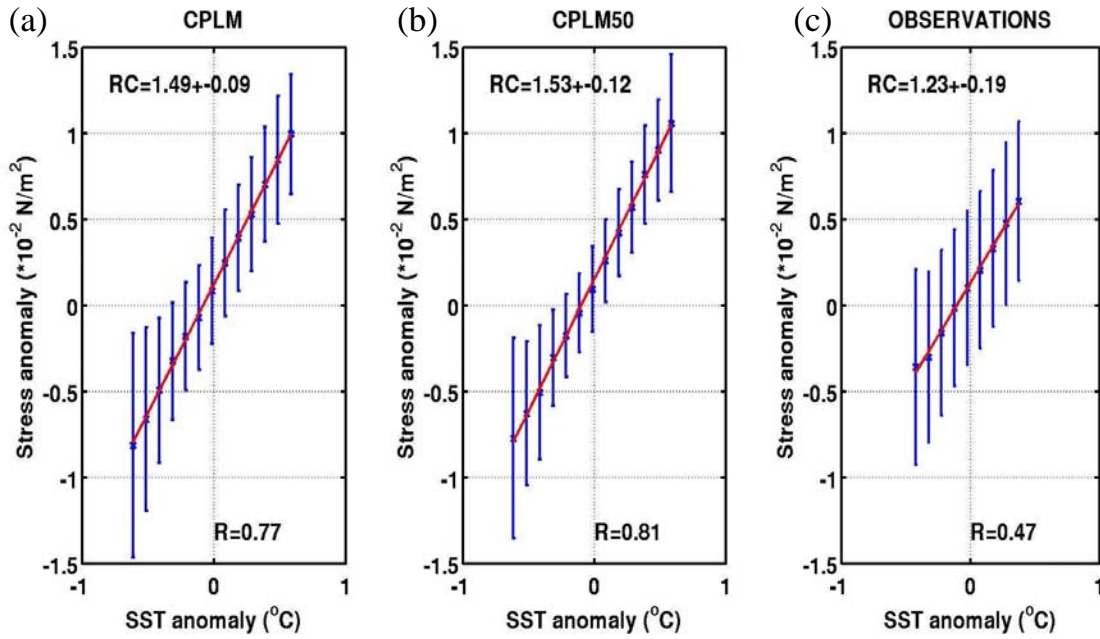 (a) CPLM
RC=1.49+-0.09
R=0.77
Stress anomaly (*10⁻² N/m²)
1.5
1
0.5
0
-0.5
-1
-1.5
-1 0 1
SST anomaly (°C)
(b) CPLM50
RC=1.53+-0.12
R=0.81
Stress anomaly (*10⁻² N/m²)
1.5
1
0.5
0
-0.5
-1
-1.5
-1 0 1
SST anomaly (°C)
(c) OBSERVATIONS
RC=1.23+-0.19
R=0.47
Stress anomaly (*10⁻² N/m²)
1.5
1
0.5
0
-0.5
-1
-1.5
-1 0 1
SST anomaly (°C)